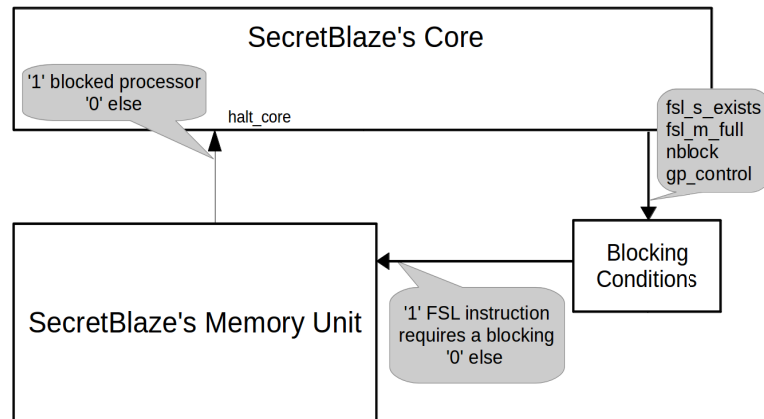 SecretBlaze's Core
'1' blocked processor
'0' else
halt_core
fsl_s_exists
fsl_m_full
nblock
gp_control
Blocking
Conditions
SecretBlaze's Memory Unit
'1' FSL instruction
requires a blocking
'0' else